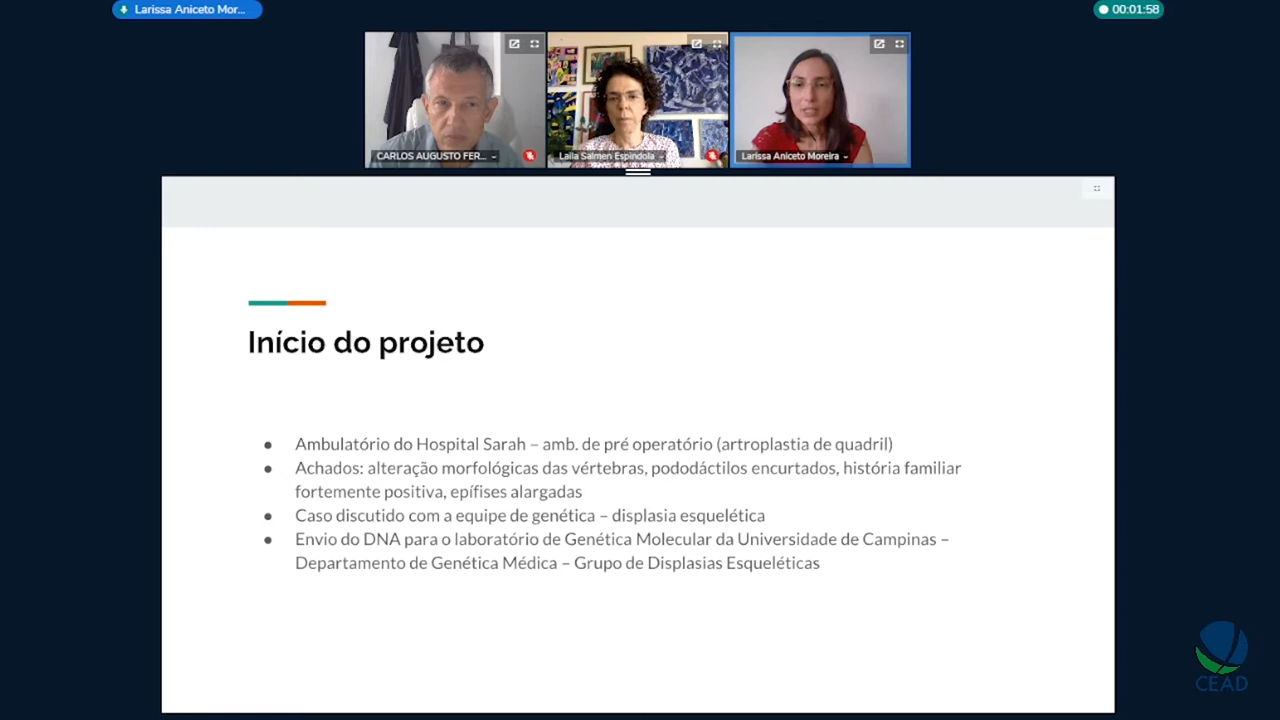 Larissa Aniceto Mor...
00:01:58
CARLOS AUGUSTO FER...
Laila Salmen Espindola
Larissa Aniceto Moreira
Início do projeto
● Ambulatório do Hospital Sarah – amb. de pré operatório (artroplastia de quadril)
● Achados: alteração morfológicas das vértebras, pododáctilos encurtados, história familiar
fortemente positiva, epífises alargadas
● Caso discutido com a equipe de genética – displasia esquelética
● Envio do DNA para o laboratório de Genética Molecular da Universidade de Campinas –
Departamento de Genética Médica – Grupo de Displasias Esqueléticas
CEAD